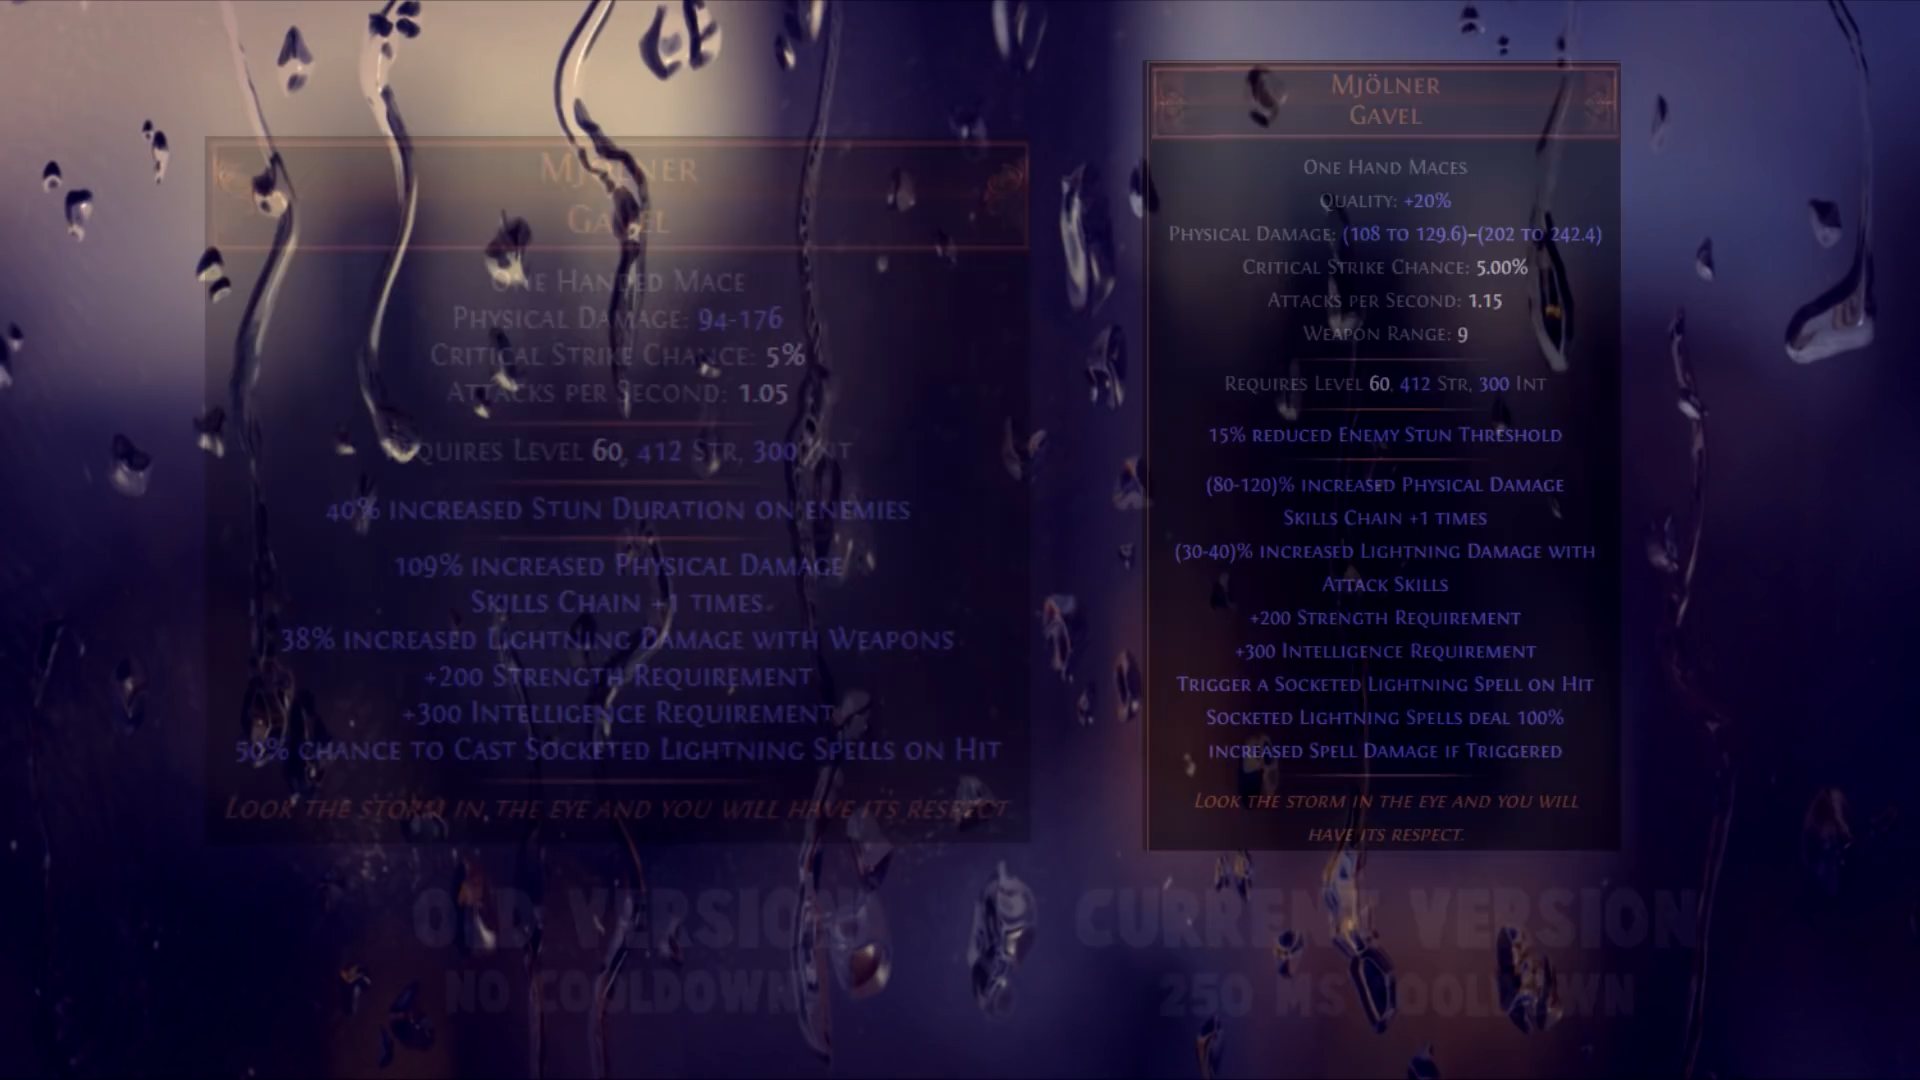 Mjölner
Gavel
One Handed Mace
Physical Damage: 94-176
Critical Strike Chance: 5%
Attacks per Second: 1.05
Requires Level 60, 412 Str, 300 Int
40% increased Stun Duration on enemies
109% increased Physical Damage
Skills Chain +1 times
38% increased Lightning Damage with Weapons
+200 Strength Requirement
+300 Intelligence Requirement
50% chance to Cast Socketed Lightning Spells on Hit
Look the storm in the eye and you will have its respect.
OLD VERSION
NO COOLDOWN
Mjölner
Gavel
One Hand Maces
Quality: +20%
Physical Damage: (108 to 129.6)–(202 to 242.4)
Critical Strike Chance: 5.00%
Attacks per Second: 1.15
Weapon Range: 9
Requires Level 60, 412 Str, 300 Int
15% reduced Enemy Stun Threshold
(80-120)% increased Physical Damage
Skills Chain +1 times
(30-40)% increased Lightning Damage with
Attack Skills
+200 Strength Requirement
+300 Intelligence Requirement
Trigger a Socketed Lightning Spell on Hit
Socketed Lightning Spells deal 100%
increased Spell Damage if Triggered
Look the storm in the eye and you will
have its respect.
CURRENT VERSION
250 MS COOLDOWN